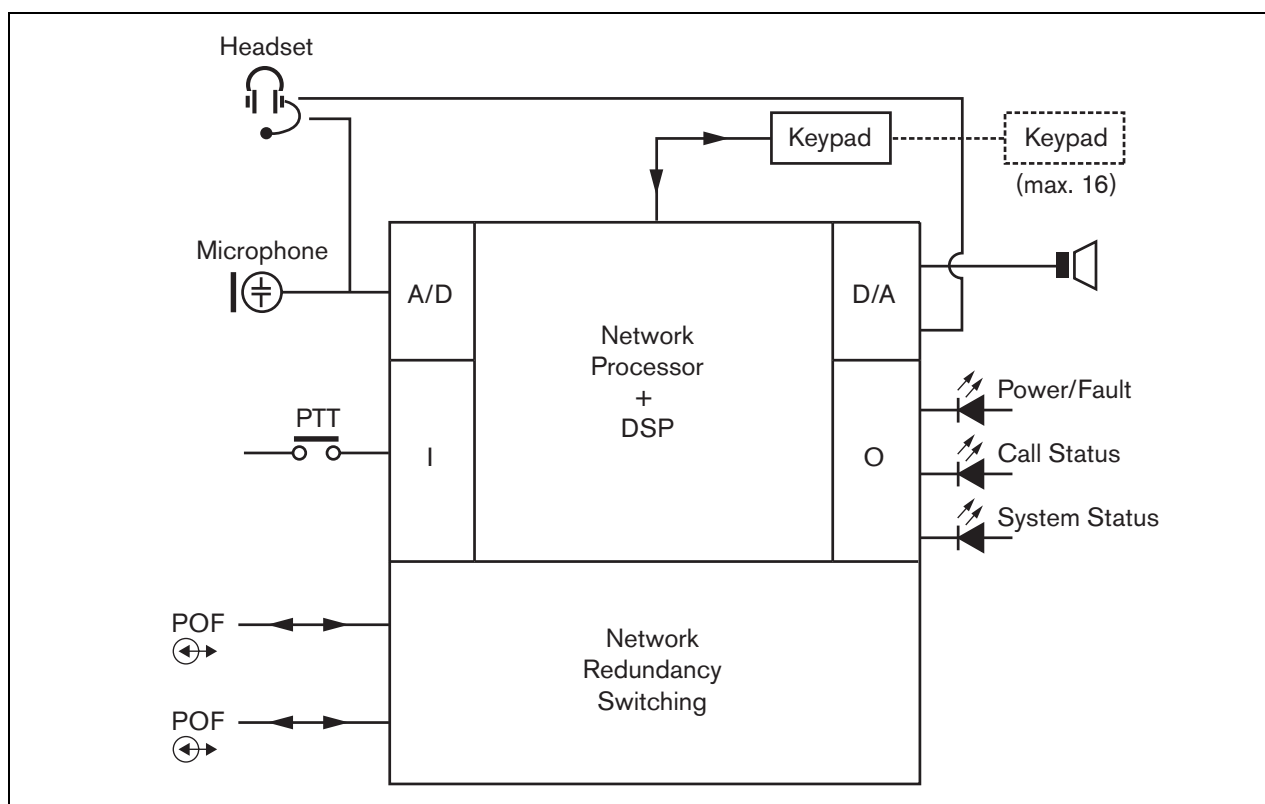 Headset
Keypad
Keypad
(max. 16)
Microphone
A/D
D/A
Network
Processor
+
DSP
Power/Fault
PTT
I
O
Call Status
System Status
POF
Network
Redundancy
Switching
POF